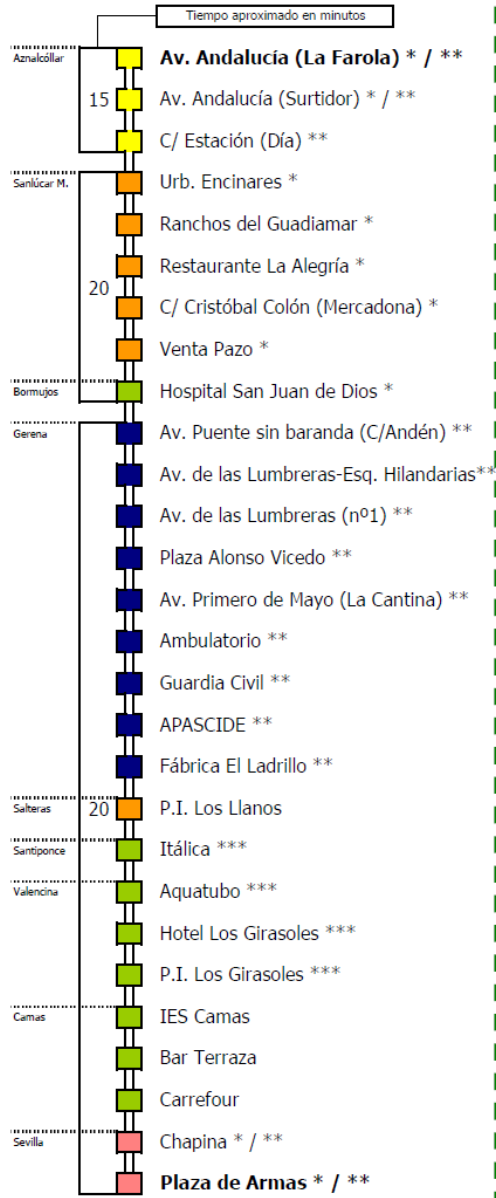 Tiempo aproximado en minutos
Aznalcóllar
Av. Andalucía (La Farola) * / **
15
Av. Andalucía (Surtidor) * / **
C/ Estación (Día) **
Sanlúcar M.
Urb. Encinares *
Ranchos del Guadiamar *
Restaurante La Alegría *
20
C/ Cristóbal Colón (Mercadona) *
Venta Pazo *
Bormujos
Hospital San Juan de Dios *
Gerena
Av. Puente sin baranda (C/Andén) **
Av. de las Lumbreras-Esq. Hilandarias**
Av. de las Lumbreras (nº1) **
Plaza Alonso Vicedo **
Av. Primero de Mayo (La Cantina) **
Ambulatorio **
Guardia Civil **
APASCIDE **
Fábrica El Ladrillo **
Salteras
20
P.I. Los Llanos
Santiponce
Itálica ***
Valencina
Aquatubo ***
Hotel Los Girasoles ***
P.I. Los Girasoles ***
Camas
IES Camas
Bar Terraza
Carrefour
Sevilla
Chapina * / **
Plaza de Armas * / **